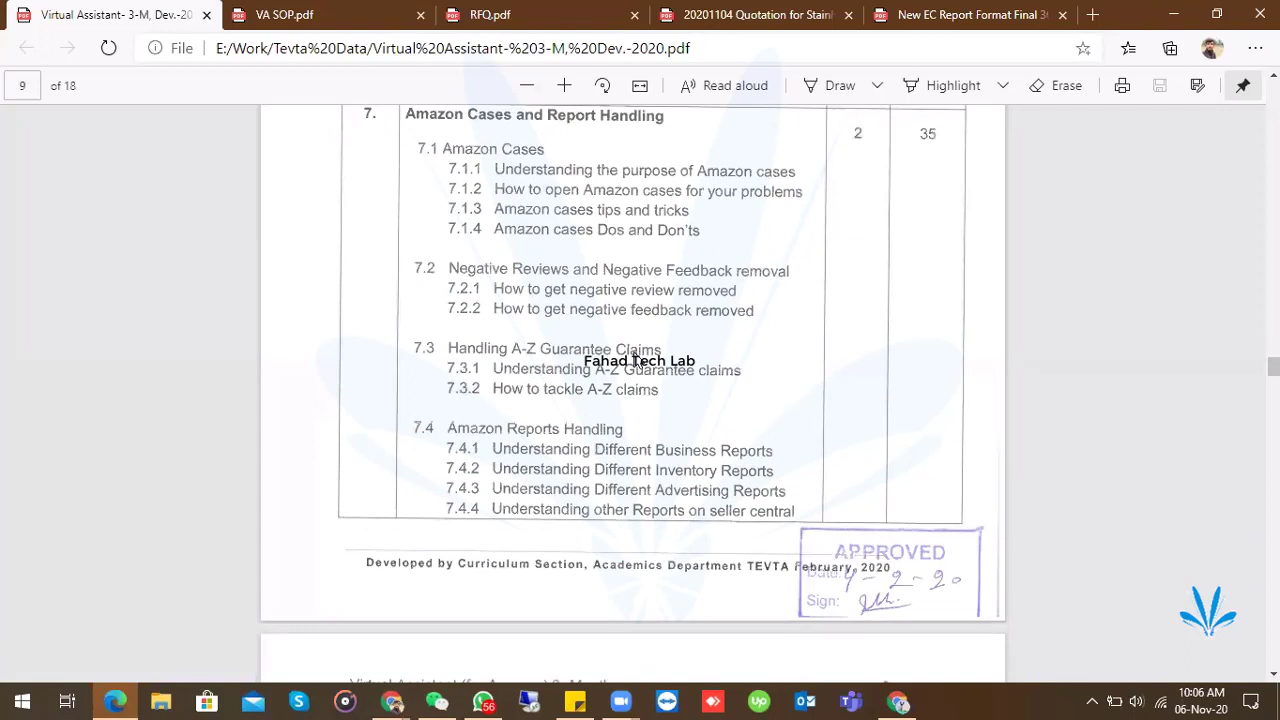 Virtual Assistant- 3-M, Dev.-20
VA SOP.pdf
RFQ.pdf
20201104 Quotation for Stainl
New EC Report Format Final 3
File
E:/Work/Tevta%20Data/Virtual%20Assistant-%203-M,%20Dev.-2020.pdf
9 of 18
Read aloud
Draw
Highlight
Erase
7. Amazon Cases and Report Handling
2 35
7.1 Amazon Cases
7.1.1 Understanding the purpose of Amazon cases
7.1.2 How to open Amazon cases for your problems
7.1.3 Amazon cases tips and tricks
7.1.4 Amazon cases Dos and Don'ts
7.2 Negative Reviews and Negative Feedback removal
7.2.1 How to get negative review removed
7.2.2 How to get negative feedback removed
7.3 Handling A-Z Guarantee Claims
Fahad Tech Lab
7.3.1 Understanding A-Z Guarantee claims
7.3.2 How to tackle A-Z claims
7.4 Amazon Reports Handling
7.4.1 Understanding Different Business Reports
7.4.2 Understanding Different Inventory Reports
7.4.3 Understanding Different Advertising Reports
7.4.4 Understanding other Reports on seller central
APPROVED
Developed by Curriculum Section, Academics Department TEVTA February, 2020
Date: 4-2-20
Sign:
56
Up
10:06 AM
06-Nov-20